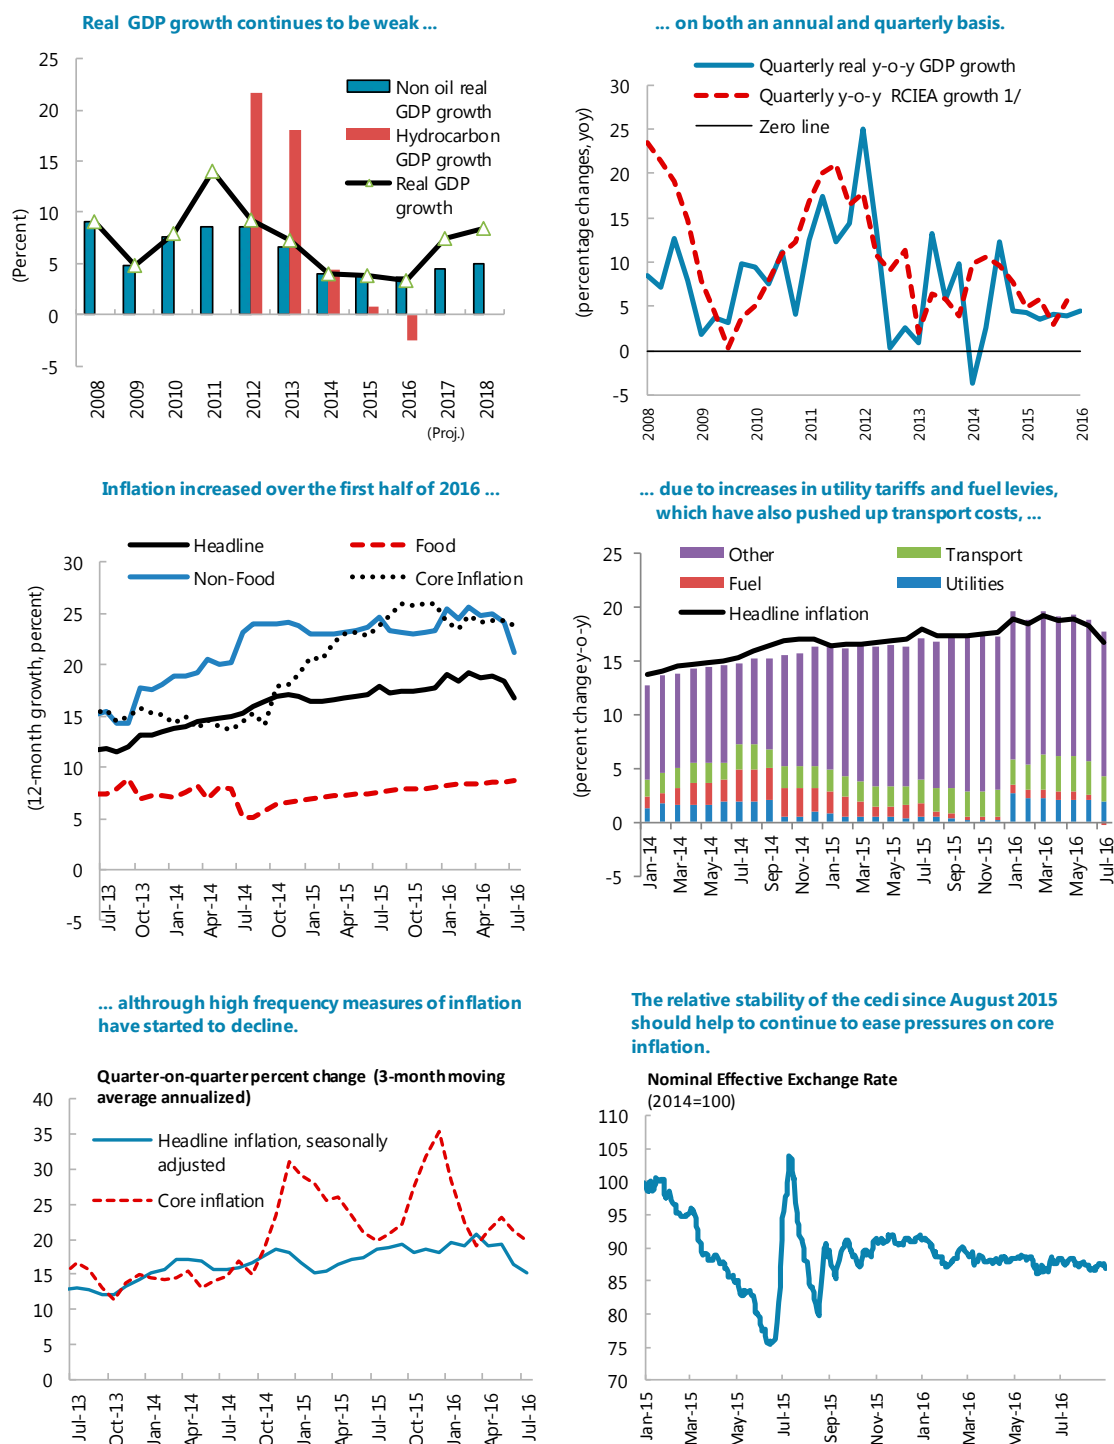 Real GDP growth continues to be weak ...
25
20
15
10
5
0
-5
(Percent)
Non oil real
GDP growth
Hydrocarbon
GDP growth
Real GDP
growth
2008
2009
2010
2011
2012
2013
2014
2015
2016
2017
2018
(Proj.)
... on both an annual and quarterly basis.
Quarterly real y-o-y GDP growth
Quarterly y-o-y RCIEA growth 1/
Zero line
30
25
20
15
10
5
0
-5
(percentage changes, yoy)
2008
2009
2010
2011
2012
2013
2014
2015
2016
Inflation increased over the first half of 2016 ...
Headline
Food
Non-Food
Core Inflation
30
25
20
15
10
5
0
-5
(12-month growth, percent)
Jul-13
Oct-13
Jan-14
Apr-14
Jul-14
Oct-14
Jan-15
Apr-15
Jul-15
Oct-15
Jan-16
Apr-16
Jul-16
... due to increases in utility tariffs and fuel levies,
which have also pushed up transport costs, ...
Other
Transport
Fuel
Utilities
Headline inflation
25
20
15
10
5
0
-5
(percent change y-o-y)
Jan-14
Mar-14
May-14
Jul-14
Sep-14
Nov-14
Jan-15
Mar-15
May-15
Jul-15
Sep-15
Nov-15
Jan-16
Mar-16
May-16
Jul-16
... althrough high frequency measures of inflation
have started to decline.
Quarter-on-quarter percent change (3-month moving
average annualized)
Headline inflation, seasonally
adjusted
Core inflation
40
35
30
25
20
15
10
5
0
Jul-13
Oct-13
Jan-14
Apr-14
Jul-14
Oct-14
Jan-15
Apr-15
Jul-15
Oct-15
Jan-16
Apr-16
Jul-16
The relative stability of the cedi since August 2015
should help to continue to ease pressures on core
inflation.
Nominal Effective Exchange Rate
(2014=100)
110
105
100
95
90
85
80
75
70
Jan-15
Mar-15
May-15
Jul-15
Sep-15
Nov-15
Jan-16
Mar-16
May-16
Jul-16